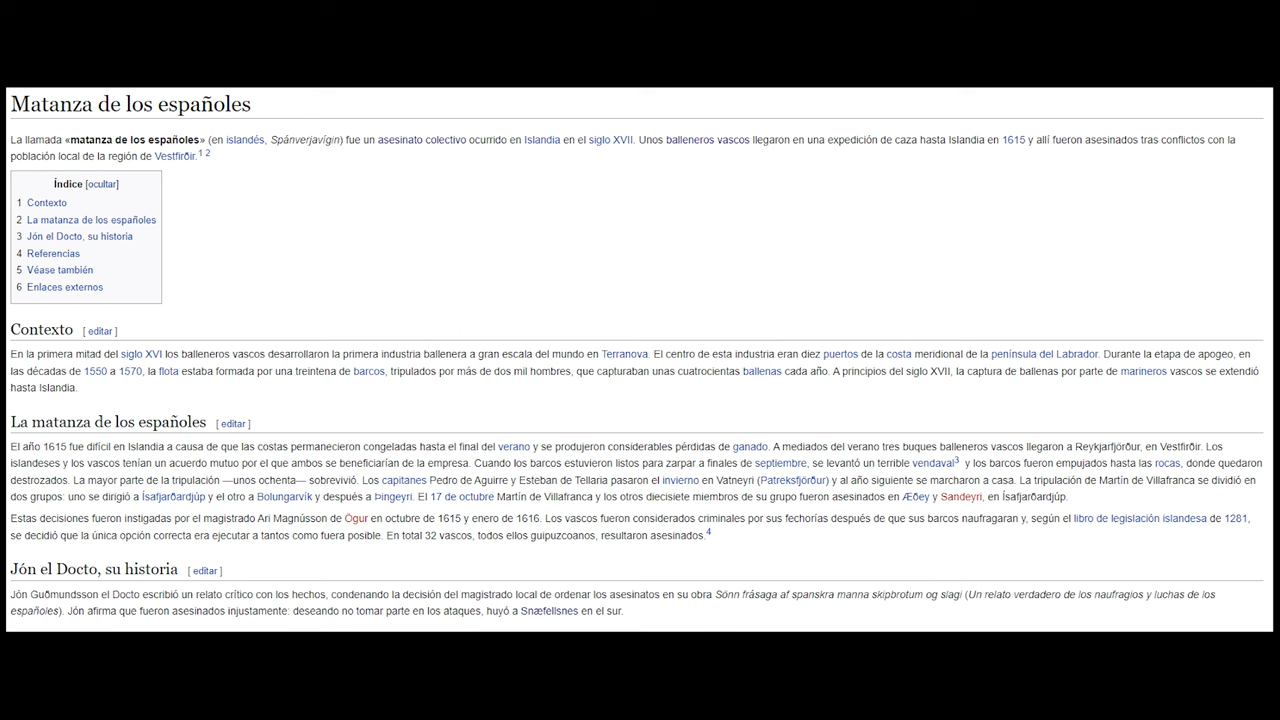 Matanza de los españoles
La llamada «matanza de los españoles» (en islandés, Spánverjavígin) fue un asesinato colectivo ocurrido en Islandia en el siglo XVII. Unos balleneros vascos llegaron en una expedición de caza hasta Islandia en 1615 y allí fueron asesinados tras conflictos con la
población local de la región de Vestfirðir.1 2
Índice [ocultar]
1 Contexto
2 La matanza de los españoles
3 Jón el Docto, su historia
4 Referencias
5 Véase también
6 Enlaces externos
Contexto [ editar ]
En la primera mitad del siglo XVI los balleneros vascos desarrollaron la primera industria ballenera a gran escala del mundo en Terranova. El centro de esta industria eran diez puertos de la costa meridional de la península del Labrador. Durante la etapa de apogeo, en
las décadas de 1550 a 1570, la flota estaba formada por una treintena de barcos, tripulados por más de dos mil hombres, que capturaban unas cuatrocientas ballenas cada año. A principios del siglo XVII, la captura de ballenas por parte de marineros vascos se extendió
hasta Islandia.
La matanza de los españoles [ editar ]
El año 1615 fue difícil en Islandia a causa de que las costas permanecieron congeladas hasta el final del verano y se produjeron considerables pérdidas de ganado. A mediados del verano tres buques balleneros vascos llegaron a Reykjarfjörður, en Vestfirðir. Los
islandeses y los vascos tenían un acuerdo mutuo por el que ambos se beneficiarían de la empresa. Cuando los barcos estuvieron listos para zarpar a finales de septiembre, se levantó un terrible vendaval3 y los barcos fueron empujados hasta las rocas, donde quedaron
destrozados. La mayor parte de la tripulación —unos ochenta— sobrevivió. Los capitanes Pedro de Aguirre y Esteban de Tellaria pasaron el invierno en Vatneyri (Patreksfjörður) y al año siguiente se marcharon a casa. La tripulación de Martín de Villafranca se dividió en
dos grupos: uno se dirigió a Ísafjarðardjúp y el otro a Bolungarvík y después a Þingeyri. El 17 de octubre Martín de Villafranca y los otros diecisiete miembros de su grupo fueron asesinados en Æðey y Sandeyri, en Ísafjarðardjúp.
Estas decisiones fueron instigadas por el magistrado Ari Magnússon de Ögur en octubre de 1615 y enero de 1616. Los vascos fueron considerados criminales por sus fechorías después de que sus barcos naufragaran y, según el libro de legislación islandesa de 1281,
se decidió que la única opción correcta era ejecutar a tantos como fuera posible. En total 32 vascos, todos ellos guipuzcoanos, resultaron asesinados.4
Jón el Docto, su historia [ editar ]
Jón Guðmundsson el Docto escribió un relato crítico con los hechos, condenando la decisión del magistrado local de ordenar los asesinatos en su obra Sönn frásaga af spanskra manna skipbrotum og slagi (Un relato verdadero de los naufragios y luchas de los
españoles). Jón afirma que fueron asesinados injustamente: deseando no tomar parte en los ataques, huyó a Snæfellsnes en el sur.